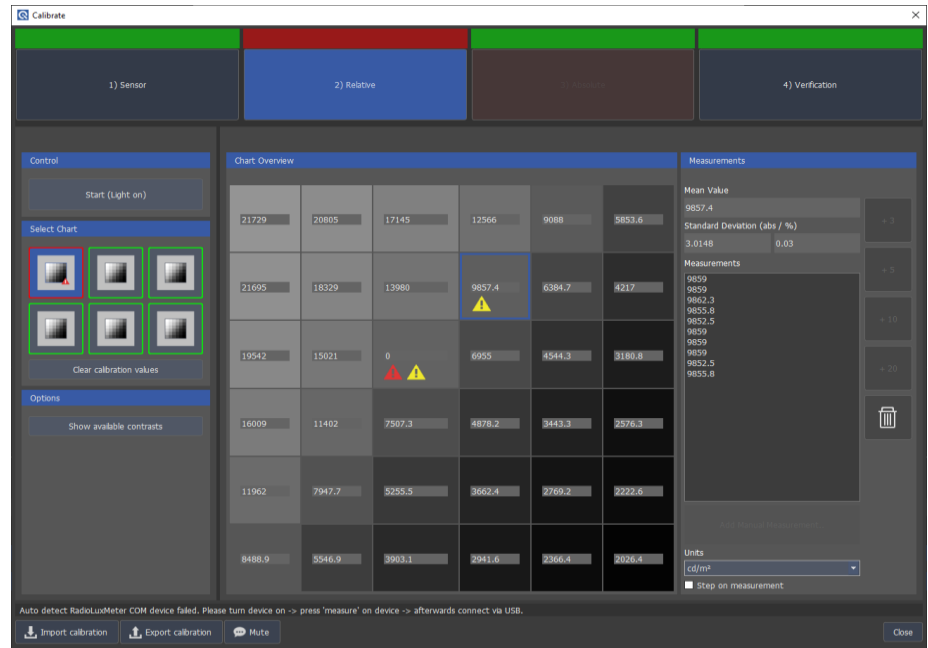 Calibrate
1) Sensor
2) Relative
4) Verification
Control
Start (Light on)
Select Chart
Clear calibration values
Options
Show available contrasts
Chart Overview
21729 20805 17145 12566 9088 5853.6
21695 18329 13980 9857.4 6384.7 4217
19542 15021 0 6955 4544.3 3180.8
16009 11402 7507.3 4878.2 3443.3 2576.3
11962 7947.7 5255.5 3662.4 2769.2 2222.6
8488.9 5546.9 3903.1 2941.6 2366.4 2026.4
Measurements
Mean Value
9857.4
Standard Deviation (abs / %)
3.0148 0.03
Measurements
9859
9859
9862.3
9855.8
9852.5
9859
9859
9859
9852.5
9855.8
+ 3
+ 5
+ 10
+ 20
Add manual measurement...
Units
cd/m²
Step on measurement
Auto detect RadioLuxMeter COM device failed. Please turn device on -> press 'measure' on device -> afterwards connect via USB.
Import calibration
Export calibration
Mute
Close